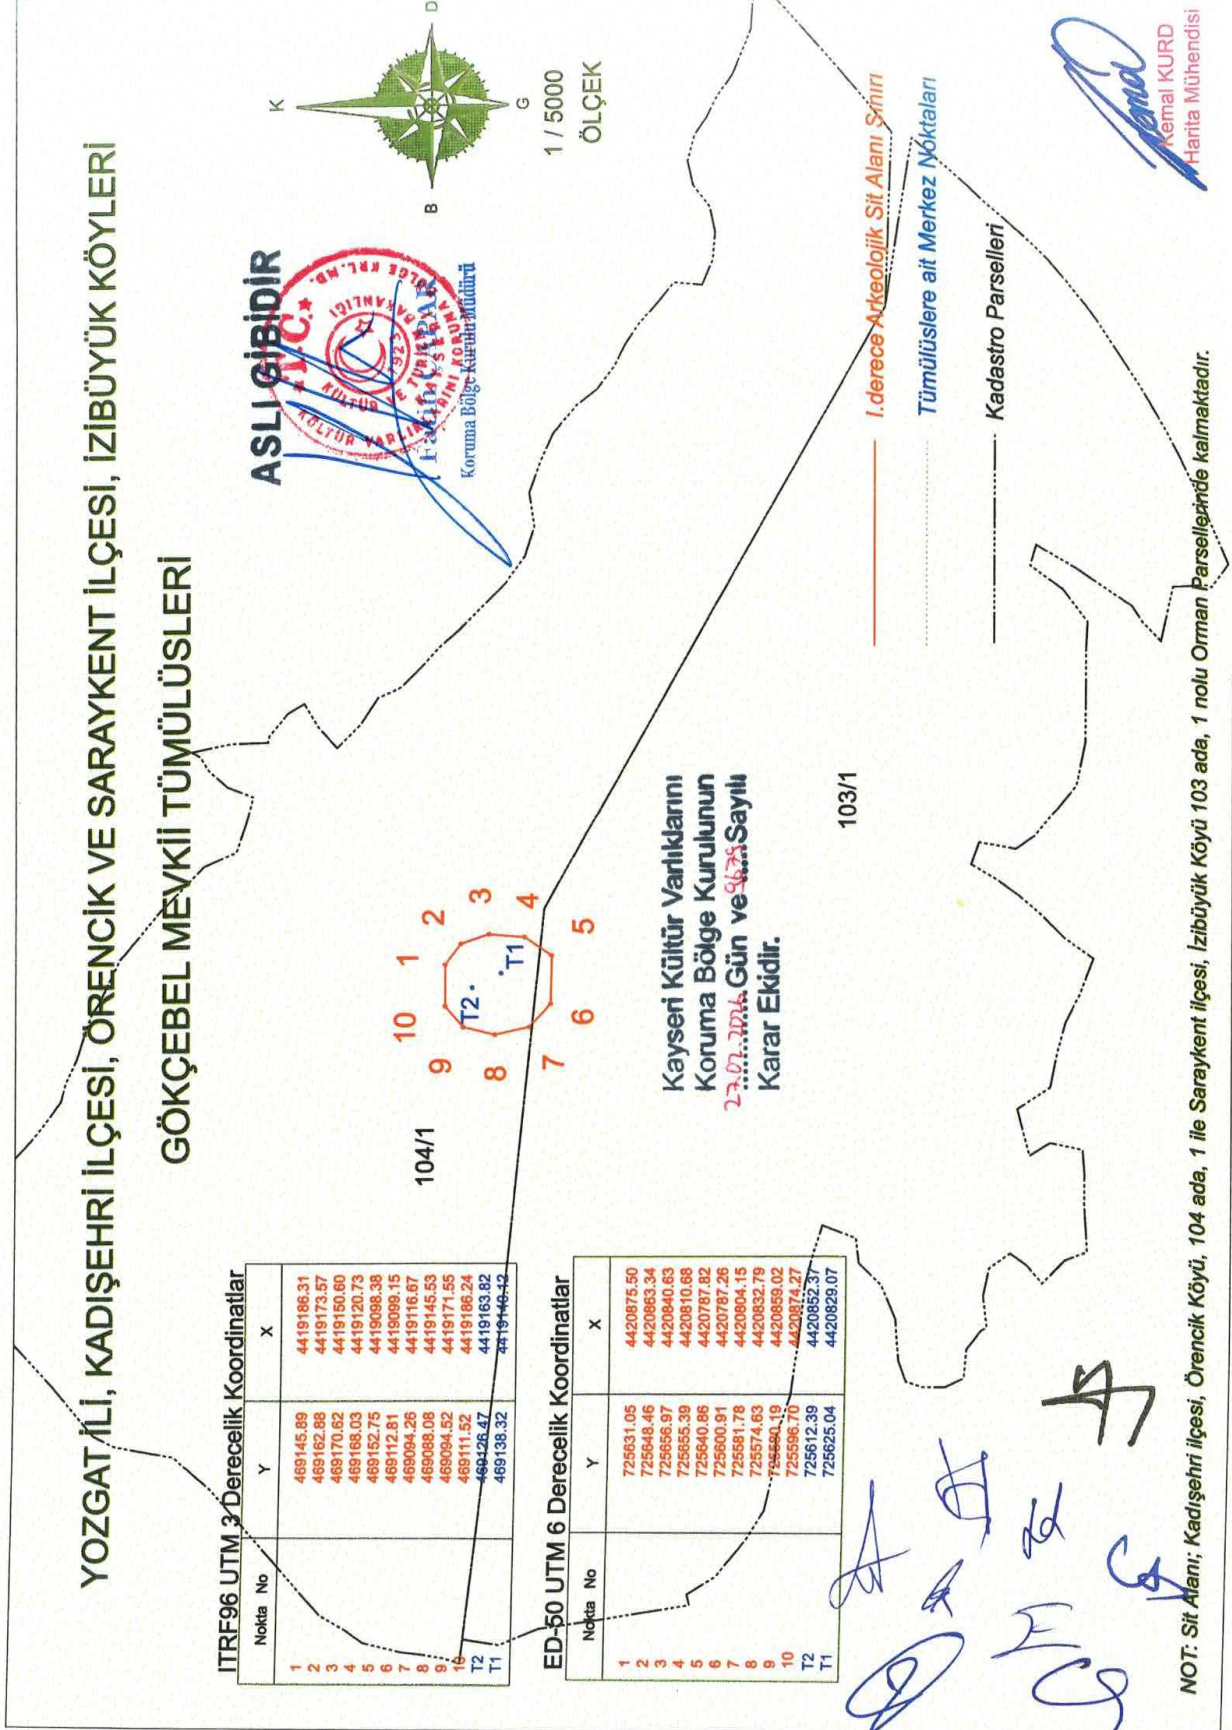 YOZGAT İLİ, KADIŞEHRİ İLÇESİ, ÖRENCİK VE SARAYKENT İLÇESİ, İZİBÜYÜK KÖYLERİ
GÖKÇEBEL MEVKİİ TÜMÜLÜSLERİ
K
B
D
G
1 / 5000
ÖLÇEK
ASLI GİBİDİR
T.C.
Koruma Bölge Kurulu Müdürü
ITRF96 UTM 3 Derecelik Koordinatlar
Nokta No Y X
1 469145.89 4419186.31
2 469162.88 4419173.57
3 469170.62 4419150.60
4 469168.03 4419120.73
5 469152.75 4419098.38
6 469112.81 4419099.15
7 469094.26 4419116.67
8 469088.08 4419145.53
9 469094.52 4419171.55
10 469111.52 4419186.24
T2 469126.47 4419163.82
T1 469138.32 4419140.12
ED-50 UTM 6 Derecelik Koordinatlar
Nokta No Y X
1 725631.05 4420875.50
2 725648.46 4420863.34
3 725656.97 4420840.63
4 725655.39 4420810.68
5 725640.86 4420787.82
6 725600.91 4420787.26
7 725581.78 4420804.15
8 725574.63 4420832.79
9 725580.19 4420859.02
10 725596.70 4420874.27
T2 725612.39 4420852.37
T1 725625.04 4420829.07
104/1
10 1 2
9 3
8 4
7 6 5
T2
T1
Kayseri Kültür Varlıklarını
Koruma Bölge Kurulunun
Gün ve 9679 Sayılı
Karar Ekidir.
103/1
I.derece Arkeolojik Sit Alanı Sınırı
Tümülüslere ait Merkez Noktaları
Kadastro Parselleri
Kemal KURD
Harita Mühendisi
NOT: Sit Alanı; Kadışehri ilçesi, Örencik Köyü, 104 ada, 1 ile Saraykent ilçesi, İzibüyük Köyü 103 ada, 1 nolu Orman Parsellerinde kalmaktadır.